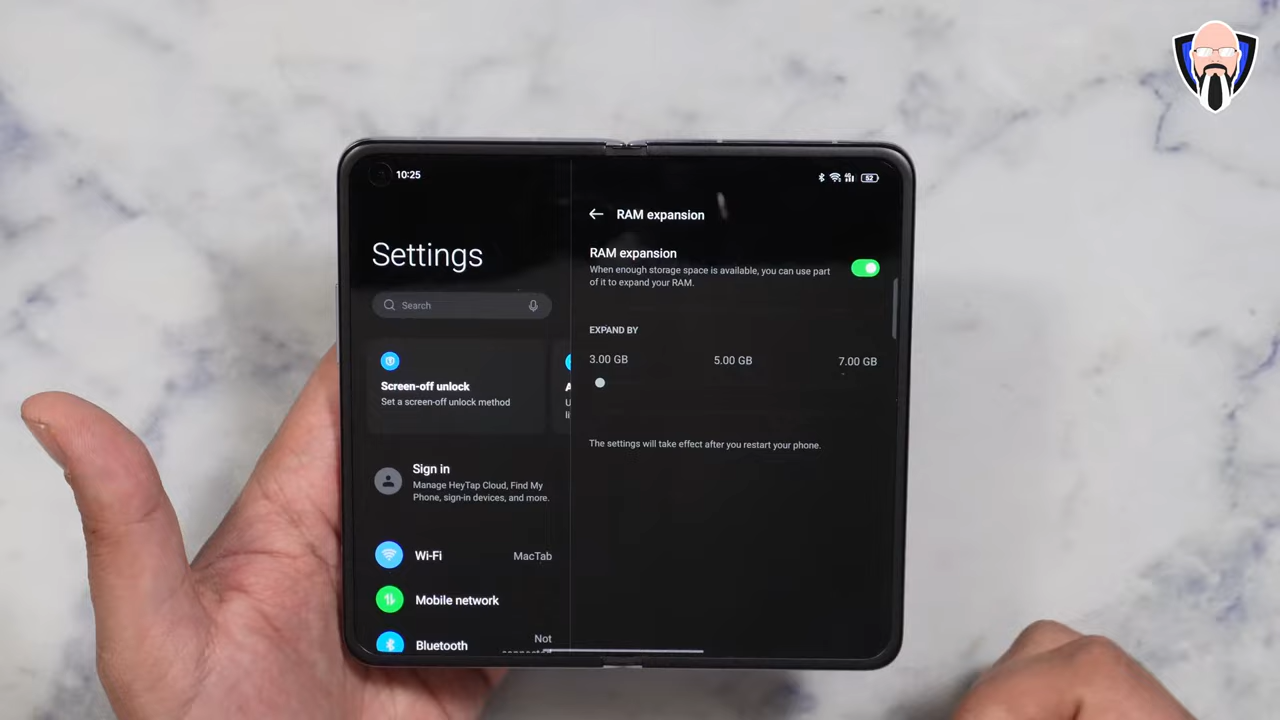 10:25
52
Settings
Search
Screen-off unlock
Set a screen-off unlock method
Sign in
Manage HeyTap Cloud, Find My
Phone, sign-in devices, and more.
Wi-Fi
MacTab
Mobile network
Bluetooth
Not
RAM expansion
RAM expansion
When enough storage space is available, you can use part
of it to expand your RAM.
EXPAND BY
3.00 GB
5.00 GB
7.00 GB
The settings will take effect after you restart your phone.